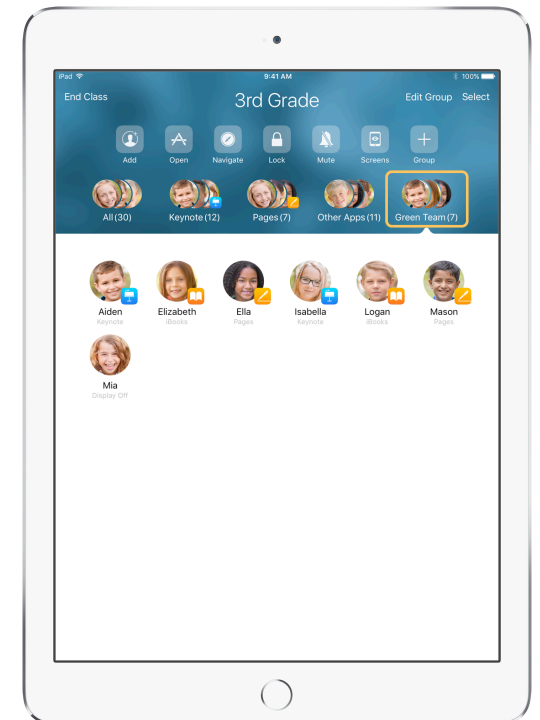 iPad 9:41 AM 100%
End Class 3rd Grade Edit Group Select
Add Open Navigate Lock Mute Screens Group
All (30) Keynote (12) Pages (7) Other Apps (11) Green Team (7)
Aiden Elizabeth Ella Isabella Logan Mason
Keynote iBooks Pages Keynote iBooks Pages
Mia
Display Off